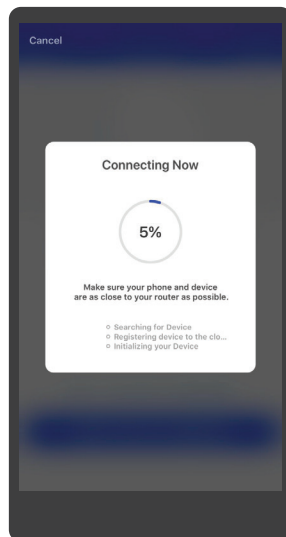 Cancel
Connecting Now
5%
Make sure your phone and device
are as close to your router as possible.
Searching for Device
Registering device to the clo...
Initializing your Device